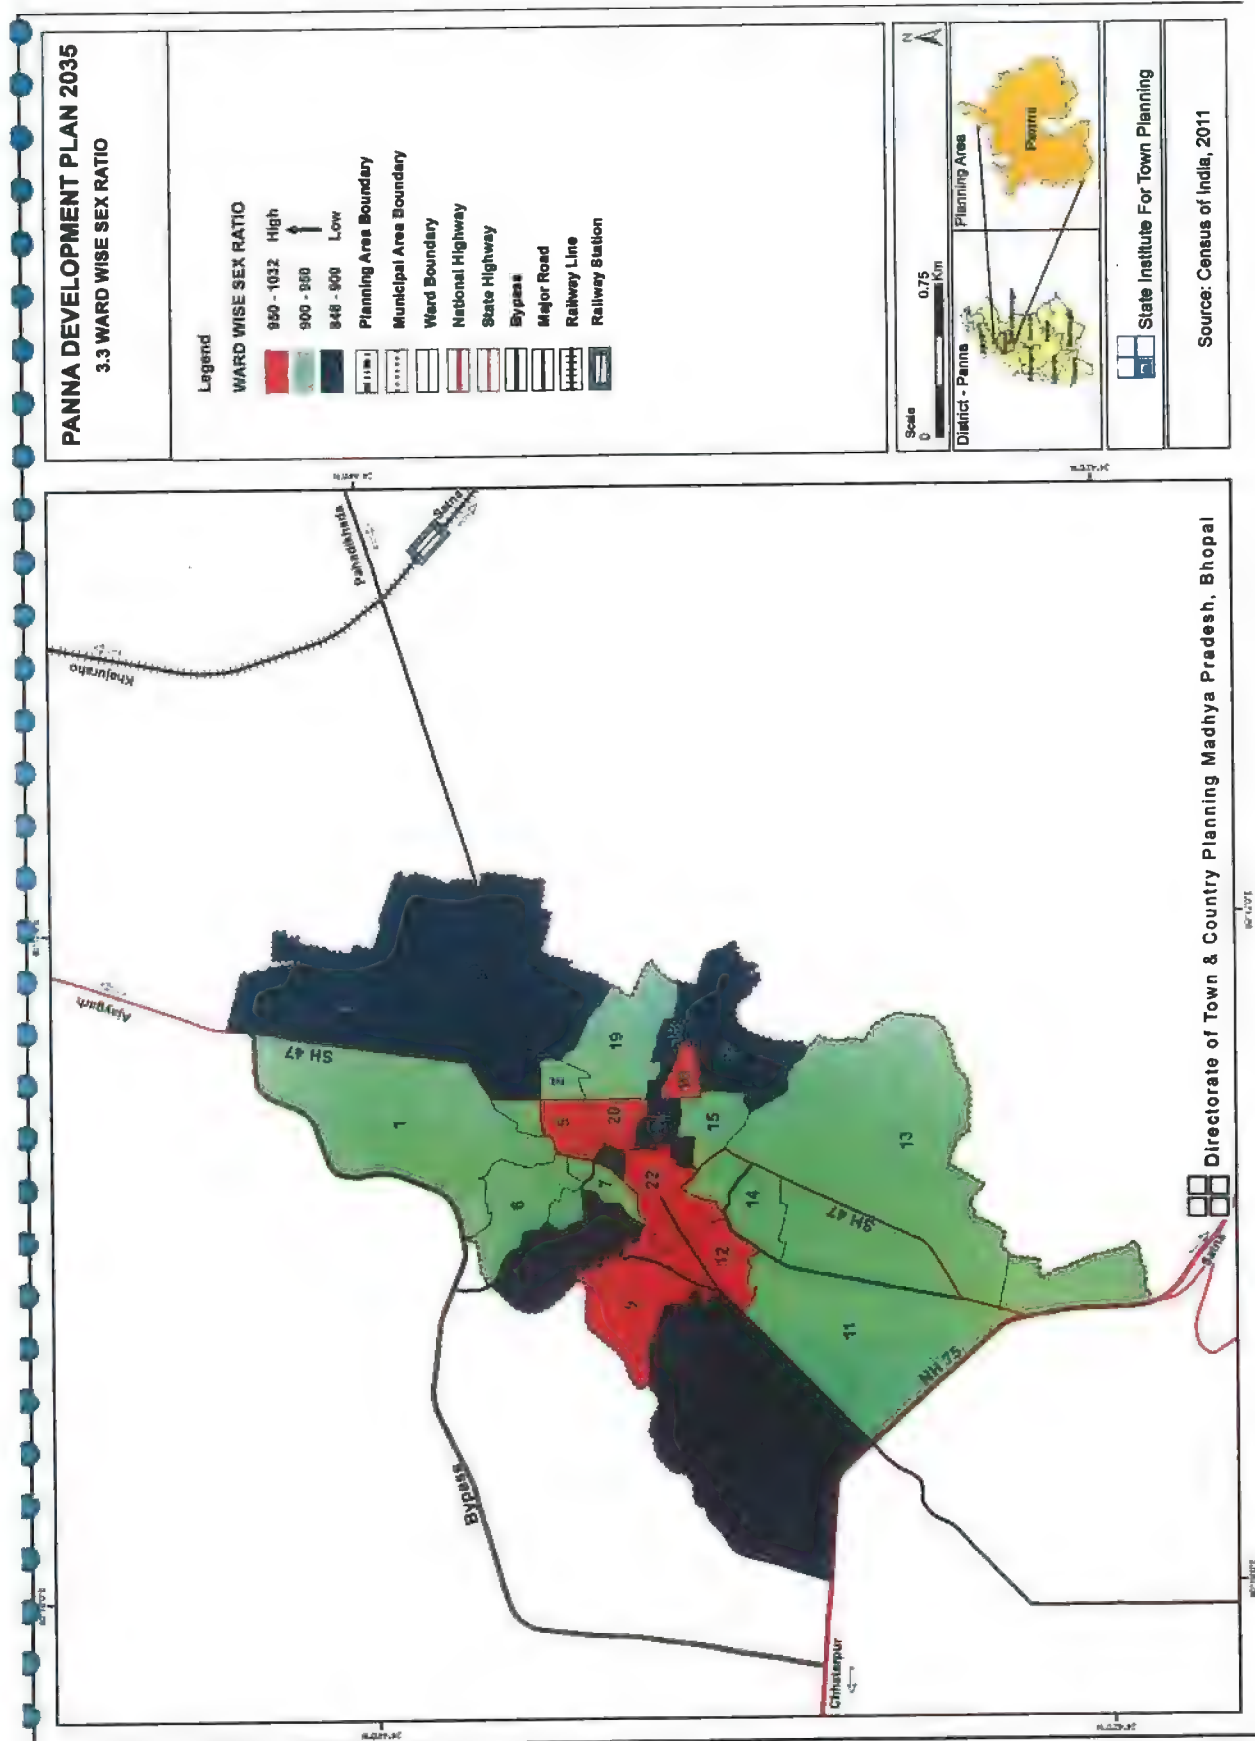 PANNA DEVELOPMENT PLAN 2035
3.3 WARD WISE SEX RATIO
Legend
WARD WISE SEX RATIO
950 - 1032 High
900 - 950
848 - 900 Low
Planning Area Boundary
Municipal Area Boundary
Ward Boundary
National Highway
State Highway
Bypass
Major Road
Railway Line
Railway Station
N
Scale
0 0.75
Km
District - Panna
Planning Area
Panna
State Institute For Town Planning
Source: Census of India, 2011
Khajuraho
Pahadikheda
Satna
Ajaygarh
SH 47
1
19
5
20
6
7
22
15
14
12
9
13
11
SH 47
NH 75
Bypass
Chhatarpur
Satna
Directorate of Town & Country Planning Madhya Pradesh, Bhopal